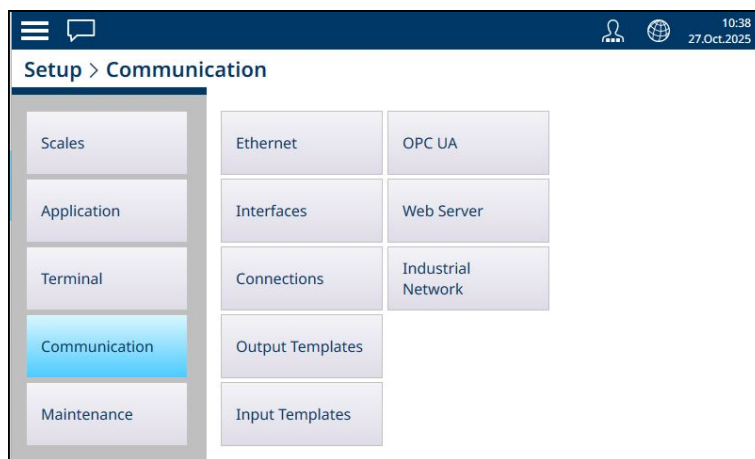 10:38
27.Oct.2025
Setup > Communication
Scales
Ethernet
OPC UA
Application
Interfaces
Web Server
Terminal
Connections
Industrial
Network
Communication
Output Templates
Maintenance
Input Templates